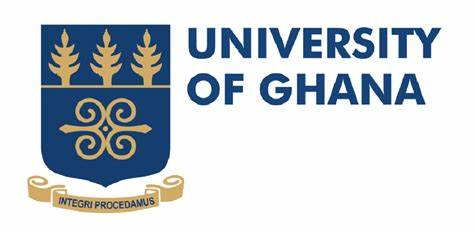 UNIVERSITY
OF GHANA
INTEGRI PROCEDAMUS